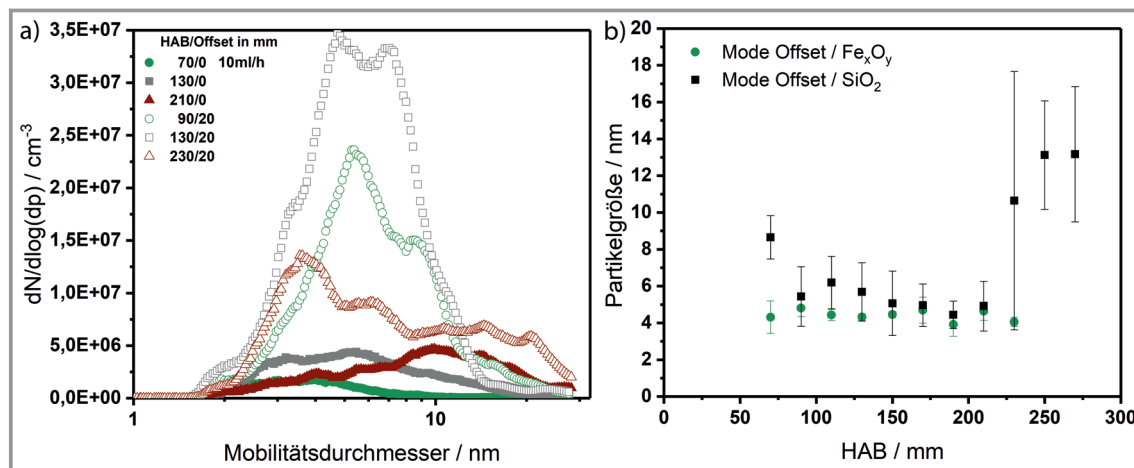 a)
dN/dlog(dp) / cm⁻³
3,5E+07
3,0E+07
2,5E+07
2,0E+07
1,5E+07
1,0E+07
5,0E+06
0,0E+00
HAB/Offset in mm
70/0 10ml/h
130/0
210/0
90/20
130/20
230/20
1
10
Mobilitätsdurchmesser / nm
b)
Partikelgröße / nm
20
18
16
14
12
10
8
6
4
2
0
Mode Offset / FeₓOᵧ
Mode Offset / SiO₂
0 50 100 150 200 250 300
HAB / mm